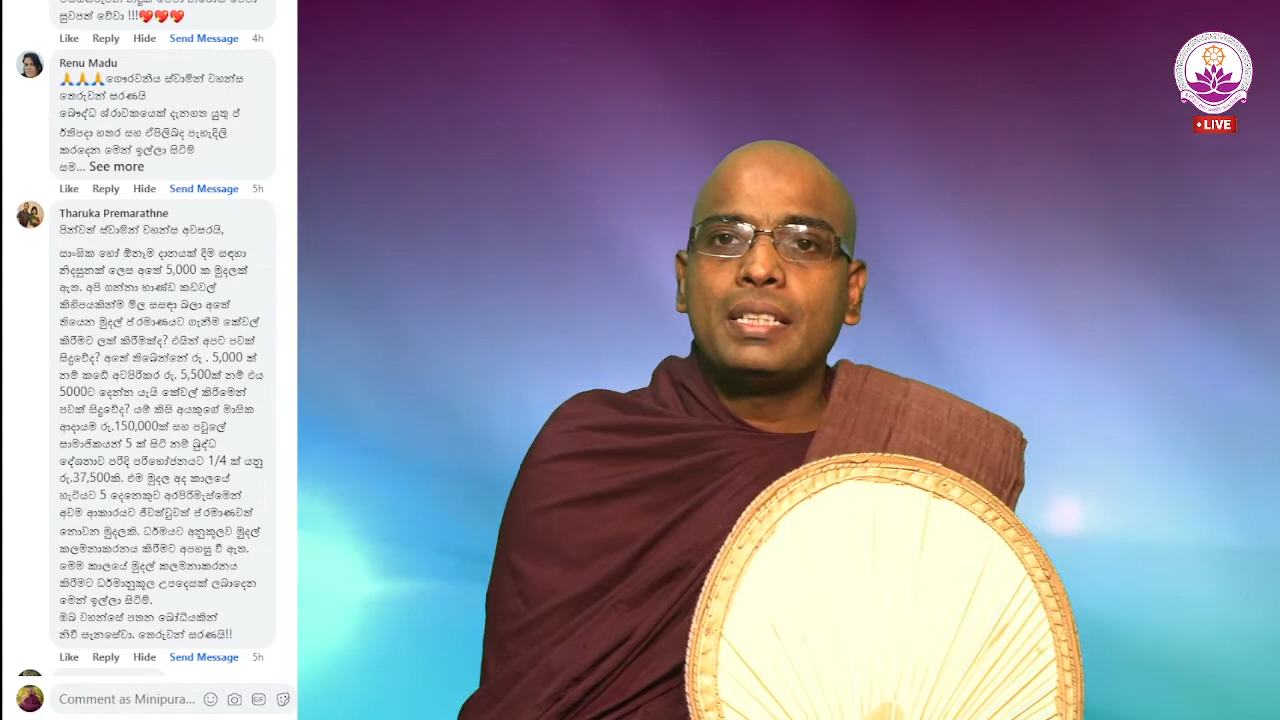 සුවපත් වේවා !!!💖💖💖
Like Reply Hide Send Message 4h
Renu Madu
🙏🙏🙏ගෞරවනීය ස්වාමින් වහන්ස
තෙරුවන් සරණයි
බෞද්ධ ශ්රාවකයෙක් දැනගත යුතු ප්
ර්තිපදා හතර සහ ඒපිලිබඳ පැහැදිලි
කරදෙන මෙන් ඉල්ලා සිටිමි
සම... See more
Like Reply Hide Send Message 5h
Tharuka Premarathne
පින්වත් ස්වාමින් වහන්ස අවසරයි,
සාංඝික හෝ ඕනෑම දානයක් දීම සඳහා
නිදසුනක් ලෙස අතේ 5,000 ක මුදලක්
ඇත. අපි ගන්නා භාණ්ඩ කඩවල්
කිහිපයකින්ම මිල සසඳා බලා අතේ
තියෙන මුදල් ප්රමාණයට ගැනීම කේවල්
කිරීමට ලක් කිරීමක්ද? එයින් අපට පවක්
සිදුවේද? අතේ තිබෙන්නේ රු . 5,000 ක්
නම් කඩේ අටපිරිකර රු. 5,500ක් නම් එය
5000ට දෙන්න යැයි කේවල් කිරීමෙන්
පවක් සිදුවේද? යම් කිසි අයකුගේ මාසික
ආදායම රු.150,000ක් සහ පවුලේ
සාමාජිකයන් 5 ක් සිටී නම් බුද්ධ
දේශනාව පරිදි පරිභෝජනයට 1/4 ක් යනු
රු.37,500කි. එම මුදල අද කාලයේ
හැටියට 5 දෙනෙකුට අරපිරිමැස්මෙන්
අවම ආකාරයට ජීවත්වුවත් ප්රමාණවත්
නොවන මුදලකි. ධර්මයට අනුකූලව මුදල්
කලමනාකරනය කිරීමට අපහසු වී ඇත.
මෙම කාලයේ මුදල් කලමනාකරනය
කිරීමට ධර්මානුකූල උපදෙසක් ලබාදෙන
මෙන් ඉල්ලා සිටිමි.
ඔබ වහන්සේ පතන බෝධියකින්
නිවී සැනසේවා. තෙරුවන් සරණයි!!
Like Reply Hide Send Message 5h
Comment as Minipura...
GIF
LIVE